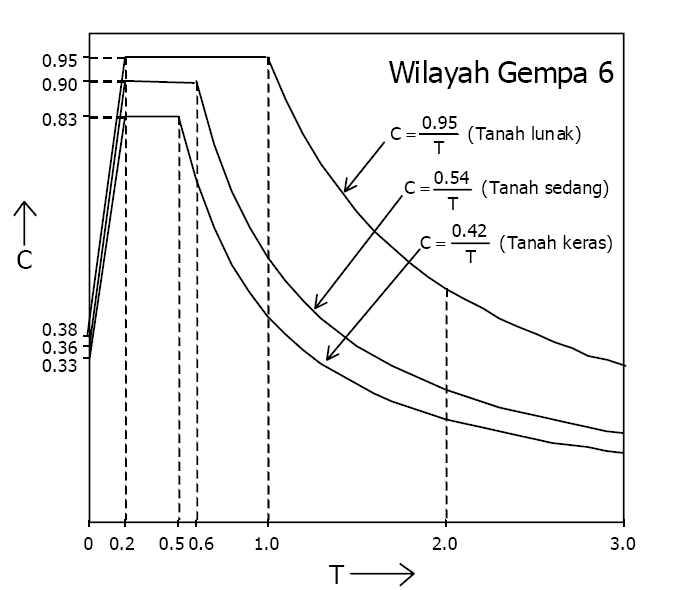 Wilayah Gempa 6
0.95
0.90
0.83
C = 0.95/T (Tanah lunak)
C = 0.54/T (Tanah sedang)
C = 0.42/T (Tanah keras)
C
0.38
0.36
0.33
0 0.2 0.5 0.6 1.0 2.0 3.0
T